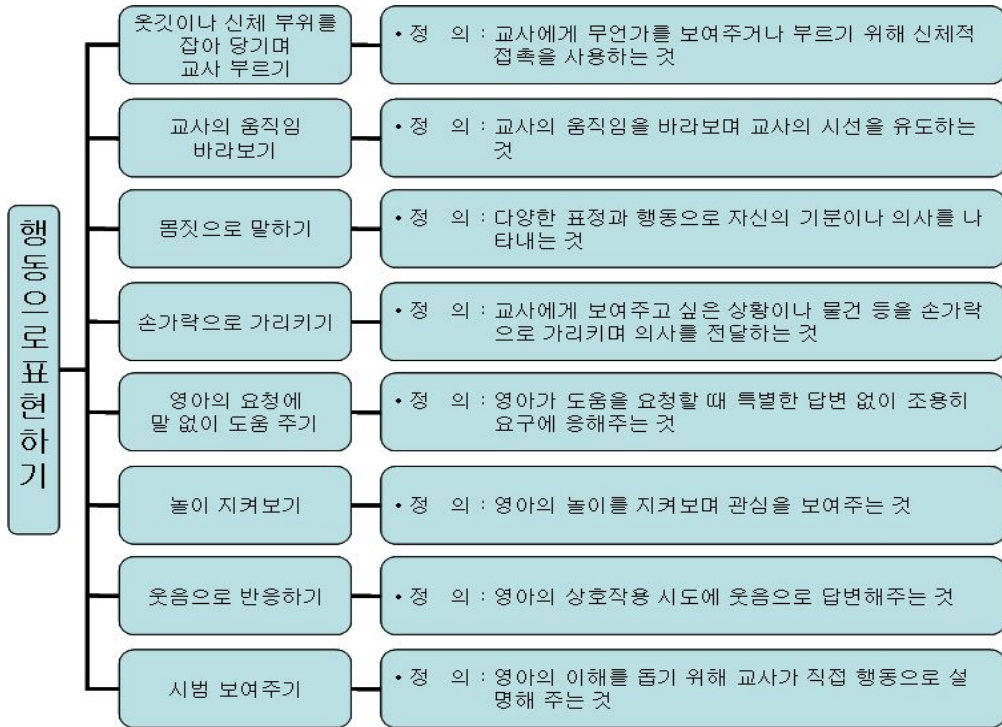 행동으로표현하기
옷깃이나 신체 부위를
잡아 당기며
교사 부르기
• 정 의 : 교사에게 무언가를 보여주거나 부르기 위해 신체적
접촉을 사용하는 것
교사의 움직임
바라보기
• 정 의 : 교사의 움직임을 바라보며 교사의 시선을 유도하는
것
몸짓으로 말하기
• 정 의 : 다양한 표정과 행동으로 자신의 기분이나 의사를 나
타내는 것
손가락으로 가리키기
• 정 의 : 교사에게 보여주고 싶은 상황이나 물건 등을 손가락
으로 가리키며 의사를 전달하는 것
영아의 요청에
말 없이 도움 주기
• 정 의 : 영아가 도움을 요청할 때 특별한 답변 없이 조용히
요구에 응해주는 것
놀이 지켜보기
• 정 의 : 영아의 놀이를 지켜보며 관심을 보여주는 것
웃음으로 반응하기
• 정 의 : 영아의 상호작용 시도에 웃음으로 답변해주는 것
시범 보여주기
• 정 의 : 영아의 이해를 돕기 위해 교사가 직접 행동으로 설
명해 주는 것